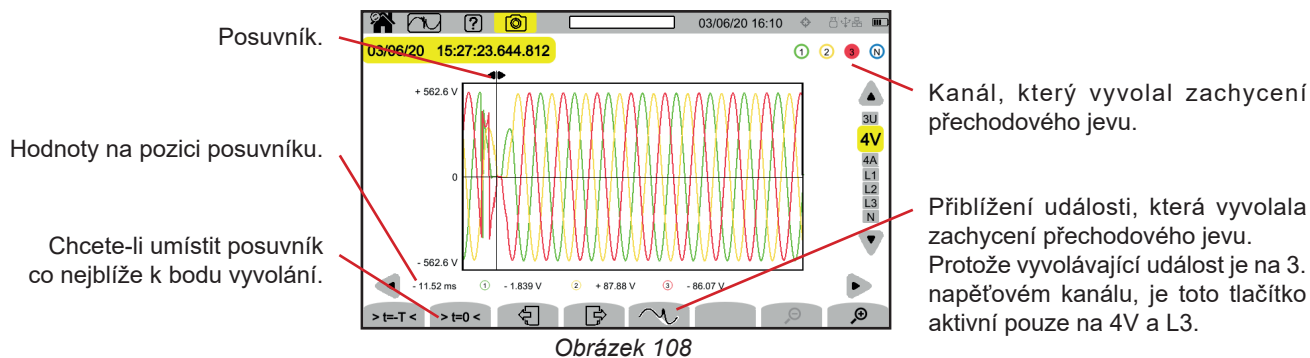 Posuvník.
Hodnoty na pozici posuvníku.
Chcete-li umístit posuvník
co nejblíže k bodu vyvolání.
?
03/06/20 16:10
03/06/20 15:27:23.644.812
1 2 3 N
+ 562.6 V
0
- 562.6 V
3U
4V
4A
L1
L2
L3
N
- 11.52 ms 1 - 1.839 V 2 + 87.88 V 3 - 86.07 V
> t=-T < > t=0 <
Kanál, který vyvolal zachycení
přechodového jevu.
Přiblížení události, která vyvolala
zachycení přechodového jevu.
Protože vyvolávající událost je na 3.
napěťovém kanálu, je toto tlačítko
aktivní pouze na 4V a L3.
Obrázek 108